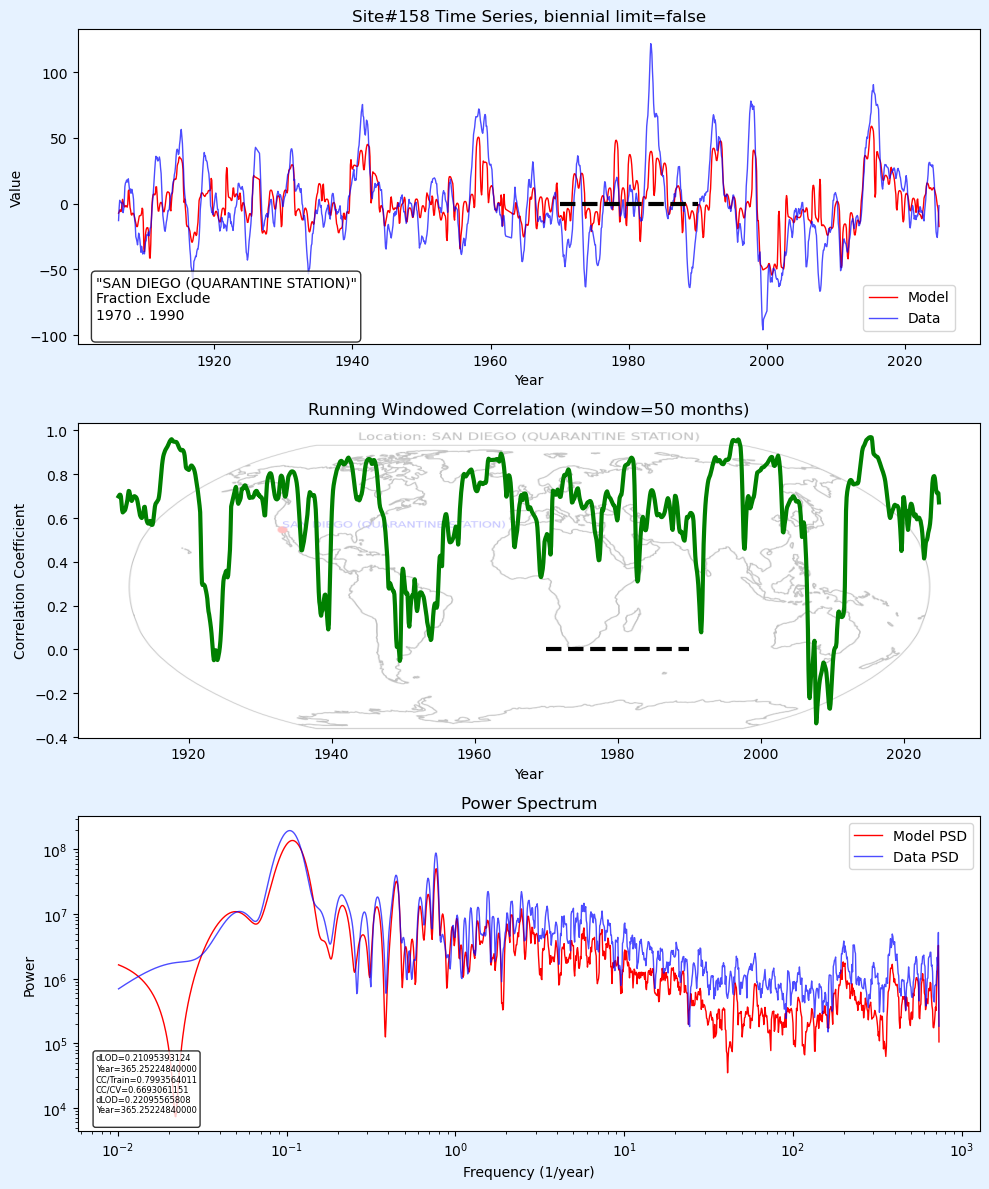 Site#158 Time Series, biennial limit=false
Value
100
50
0
−50
−100
"SAN DIEGO (QUARANTINE STATION)"
Fraction Exclude
1970 .. 1990
Model
Data
1920
1940
1960
1980
2000
2020
Year
Running Windowed Correlation (window=50 months)
Location: SAN DIEGO (QUARANTINE STATION)
SAN DIEGO (QUARANTINE STATION)
Correlation Coefficient
1.0
0.8
0.6
0.4
0.2
0.0
−0.2
−0.4
1920
1940
1960
1980
2000
2020
Year
Power Spectrum
Power
10^8
10^7
10^6
10^5
10^4
Model PSD
Data PSD
dLOD=0.21095393124
Year=365.25224840000
CC/Train=0.7993564011
CC/CV=0.6693061151
dLOD=0.22095565808
Year=365.25224840000
10^−2
10^−1
10^0
10^1
10^2
10^3
Frequency (1/year)